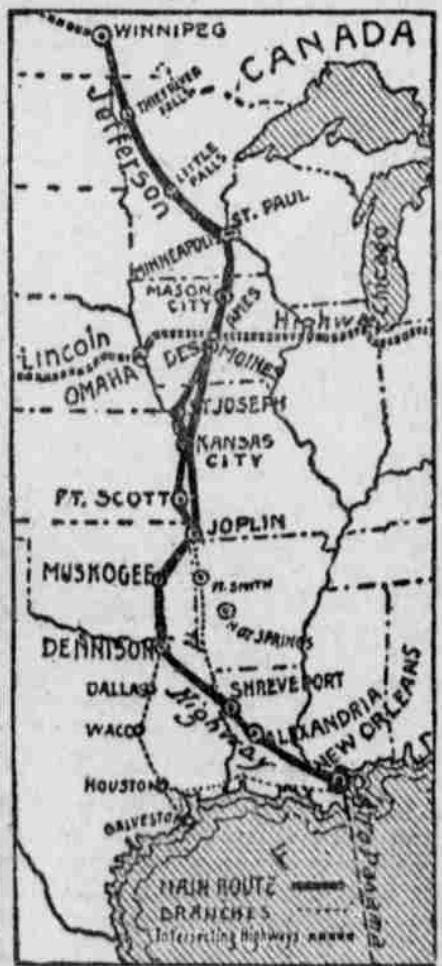 WINNIPEG
CANADA
THIEF RIVER
FALLS
Jefferson
LITTLE
FALLS
ST. PAUL
MINNEAPOLIS
MASON
CITY
AMES
Chicago
Lincoln
Highway
OMAHA
DES MOINES
ST JOSEPH
KANSAS
CITY
FT. SCOTT
JOPLIN
MUSKOGEE
FT. SMITH
HOT SPRINGS
DENNISON
DALLAS
SHREVEPORT
Highway
WACO
ALEXANDRIA
NEW ORLEANS
HOUSTON
GALVESTON
TO PANAMA
MAIN ROUTE
BRANCHES
Intersecting Highways